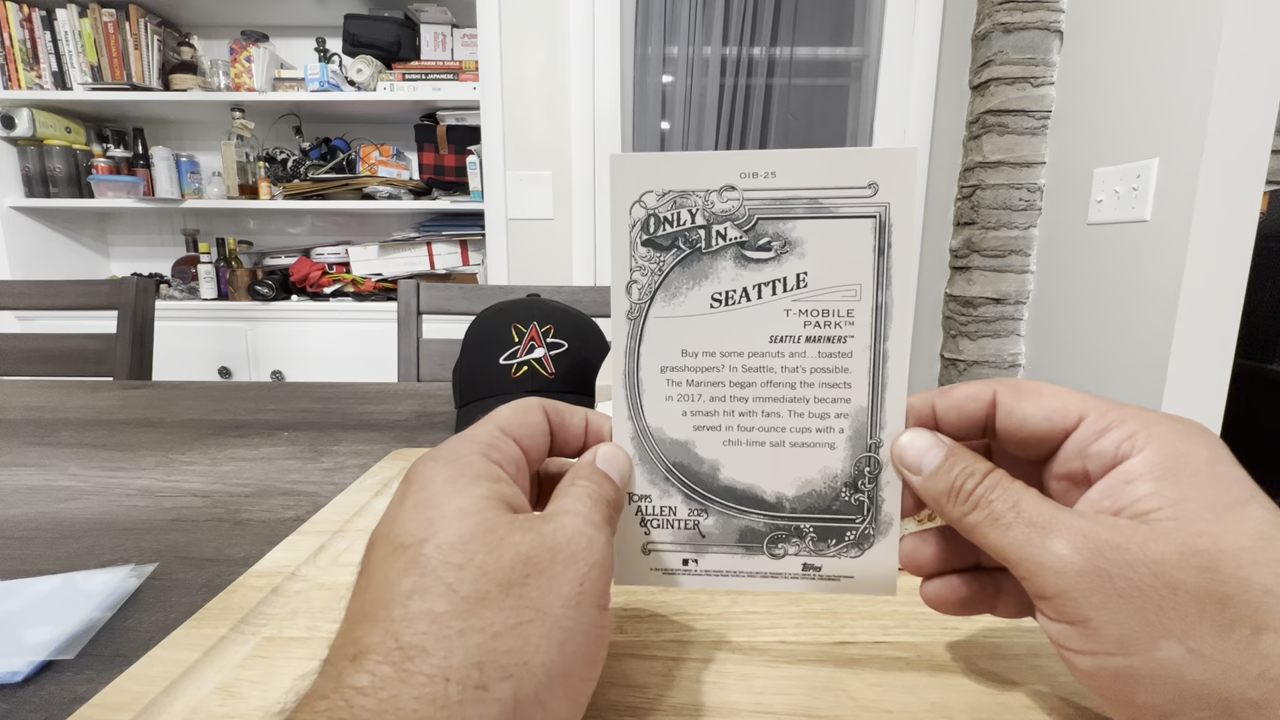 SUSHI & JAPANESE
OIB-25
ONLY
IN...
SEATTLE
T-MOBILE
PARK™
SEATTLE MARINERS™
Buy me some peanuts and...toasted
grasshoppers? In Seattle, that's possible.
The Mariners began offering the insects
in 2017, and they immediately became
a smash hit with fans. The bugs are
served in four-ounce cups with a
chili-lime salt seasoning.
TOPPS
ALLEN 2023
&GINTER
topps
A